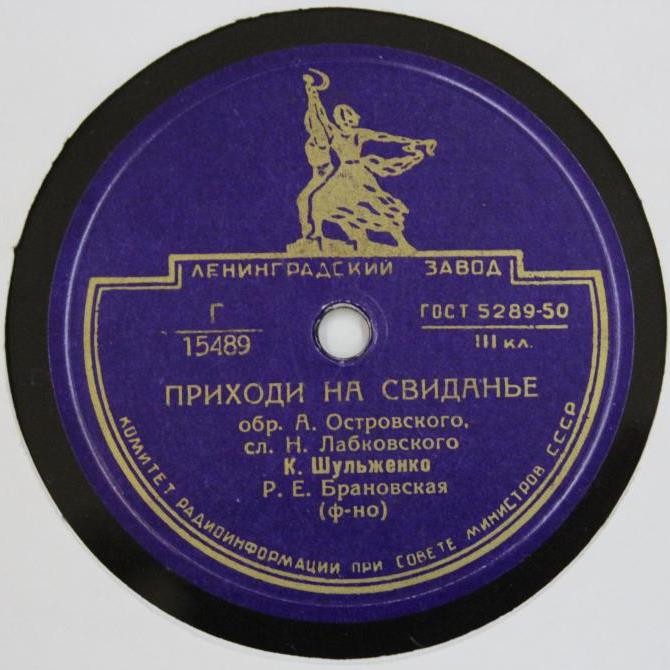 ЛЕНИНГРАДСКИЙ ЗАВОД
Г
15489
ГОСТ 5289-50
III кл.
ПРИХОДИ НА СВИДАНЬЕ
обр. А. Островского,
сл. Н. Лабковского
К. Шульженко
Р. Е. Брановская
(ф-но)
КОМИТЕТ РАДИОИНФОРМАЦИИ ПРИ СОВЕТЕ МИНИСТРОВ СССР